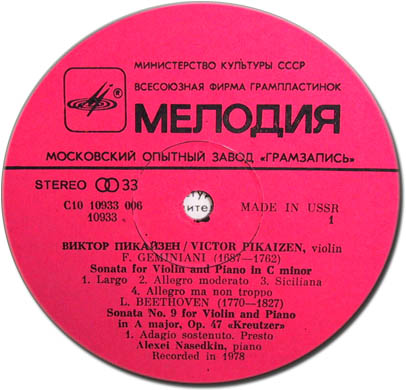 МИНИСТЕРСТВО КУЛЬТУРЫ СССР
ВСЕСОЮЗНАЯ ФИРМА ГРАМПЛАСТИНОК
МЕЛОДИЯ
МОСКОВСКИЙ ОПЫТНЫЙ ЗАВОД «ГРАМЗАПИСЬ»
STEREO 33
С10 10933 006
10933
MADE IN USSR
1
ВИКТОР ПИКАЙЗЕН / VICTOR PIKAIZEN, violin
F. GEMINIANI (1687—1762)
Sonata for Violin and Piano in C minor
1. Largo 2. Allegro moderato 3. Siciliana
4. Allegro ma non troppo
L. BEETHOVEN (1770—1827)
Sonata No. 9 for Violin and Piano
in A major, Op. 47 «Kreutzer»
1. Adagio sostenuto. Presto
Alexei Nasedkin, piano
Recorded in 1978